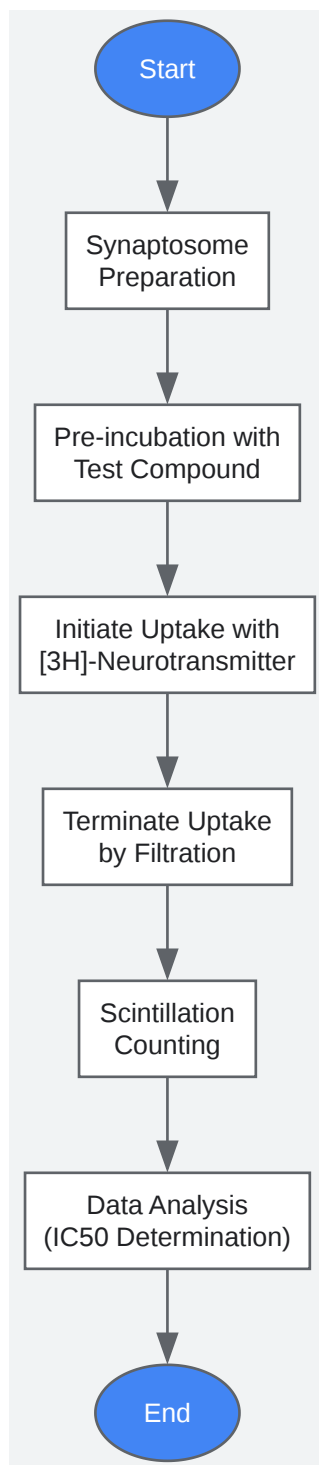 Start
Synaptosome
Preparation
Pre-incubation with
Test Compound
Initiate Uptake with
[3H]-Neurotransmitter
Terminate Uptake
by Filtration
Scintillation
Counting
Data Analysis
(IC50 Determination)
End